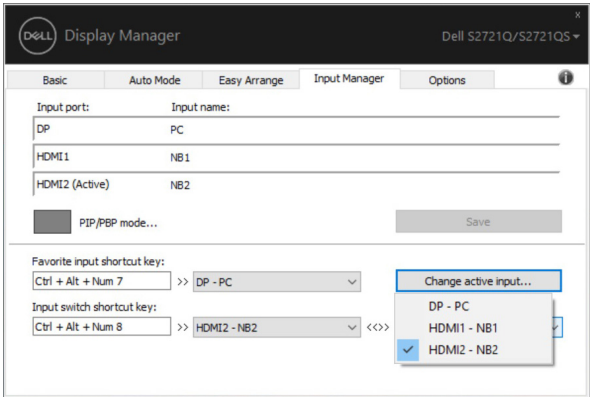 DELL Display Manager
x
Dell S2721Q/S2721QS
Basic Auto Mode Easy Arrange Input Manager Options
Input port: Input name:
DP PC
HDMI1 NB1
HDMI2 (Active) NB2
PIP/PBP mode... Save
Favorite input shortcut key:
Ctrl + Alt + Num 7 >> DP - PC Change active input...
Input switch shortcut key:
Ctrl + Alt + Num 8 >> HDMI2 - NB2 <<>>
DP - PC
HDMI1 - NB1
HDMI2 - NB2